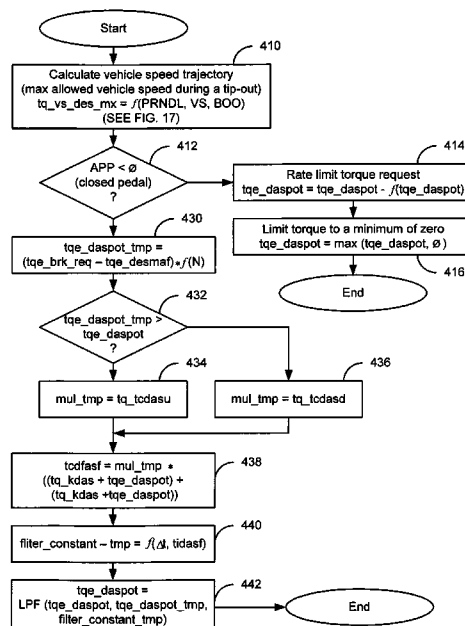 Start
410
Calculate vehicle speed trajectory
(max allowed vehicle speed during a tip-out)
tq_vs_des_mx = f(PRNDL, VS, BOO)
(SEE FIG. 17)
412
APP < ø
(closed pedal)
?
414
Rate limit torque request
tqe_daspot = tqe_daspot - f(tqe_daspot)
Limit torque to a minimum of zero
tqe_daspot = max (tqe_daspot, ø)
416
End
430
tqe_daspot_tmp =
(tqe_brk_req – tqe_desmaf)*f(N)
432
tqe_daspot_tmp >
tqe_daspot
?
434
mul_tmp = tq_tcdasu
436
mul_tmp = tq_tcdasd
438
tcdfasf = mul_tmp *
((tq_kdas + tqe_daspot) +
(tq_kdas +tqe_daspot))
440
filter_constant – tmp = f(Δt, tidasf)
442
tqe_daspot =
LPF (tqe_daspot, tqe_daspot_tmp,
filter_constant_tmp)
End